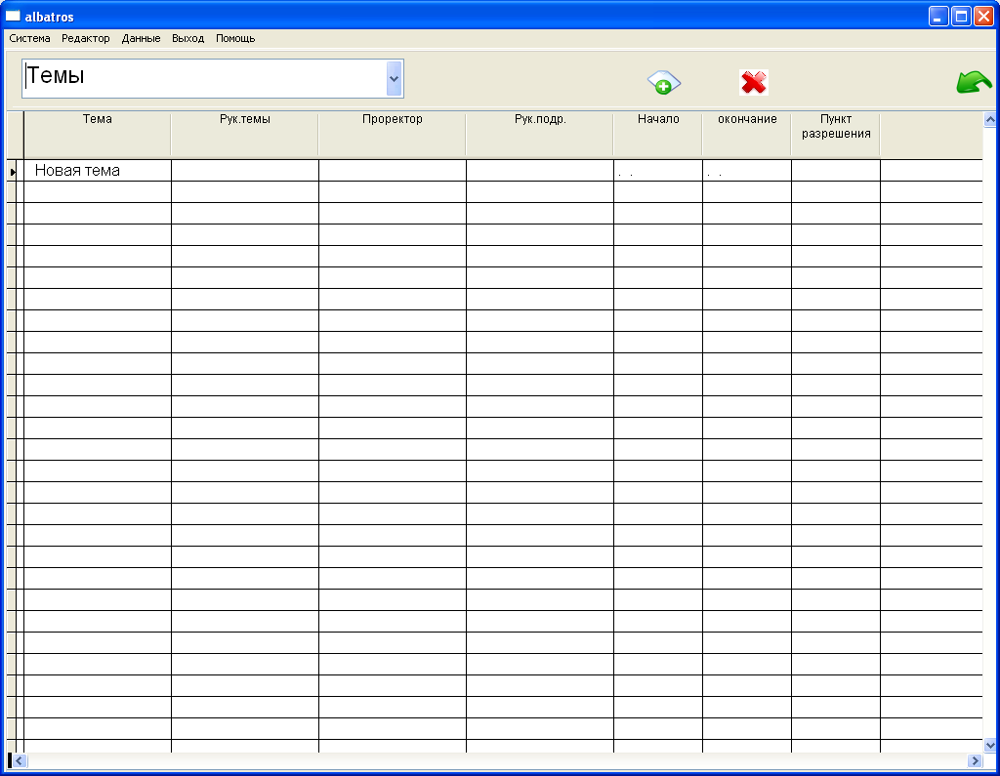 albatros
Система Редактор Данные Выход Помощь
Темы
Тема Рук.темы Проректор Рук.подр. Начало окончание Пункт
разрешения
Новая тема . . . .